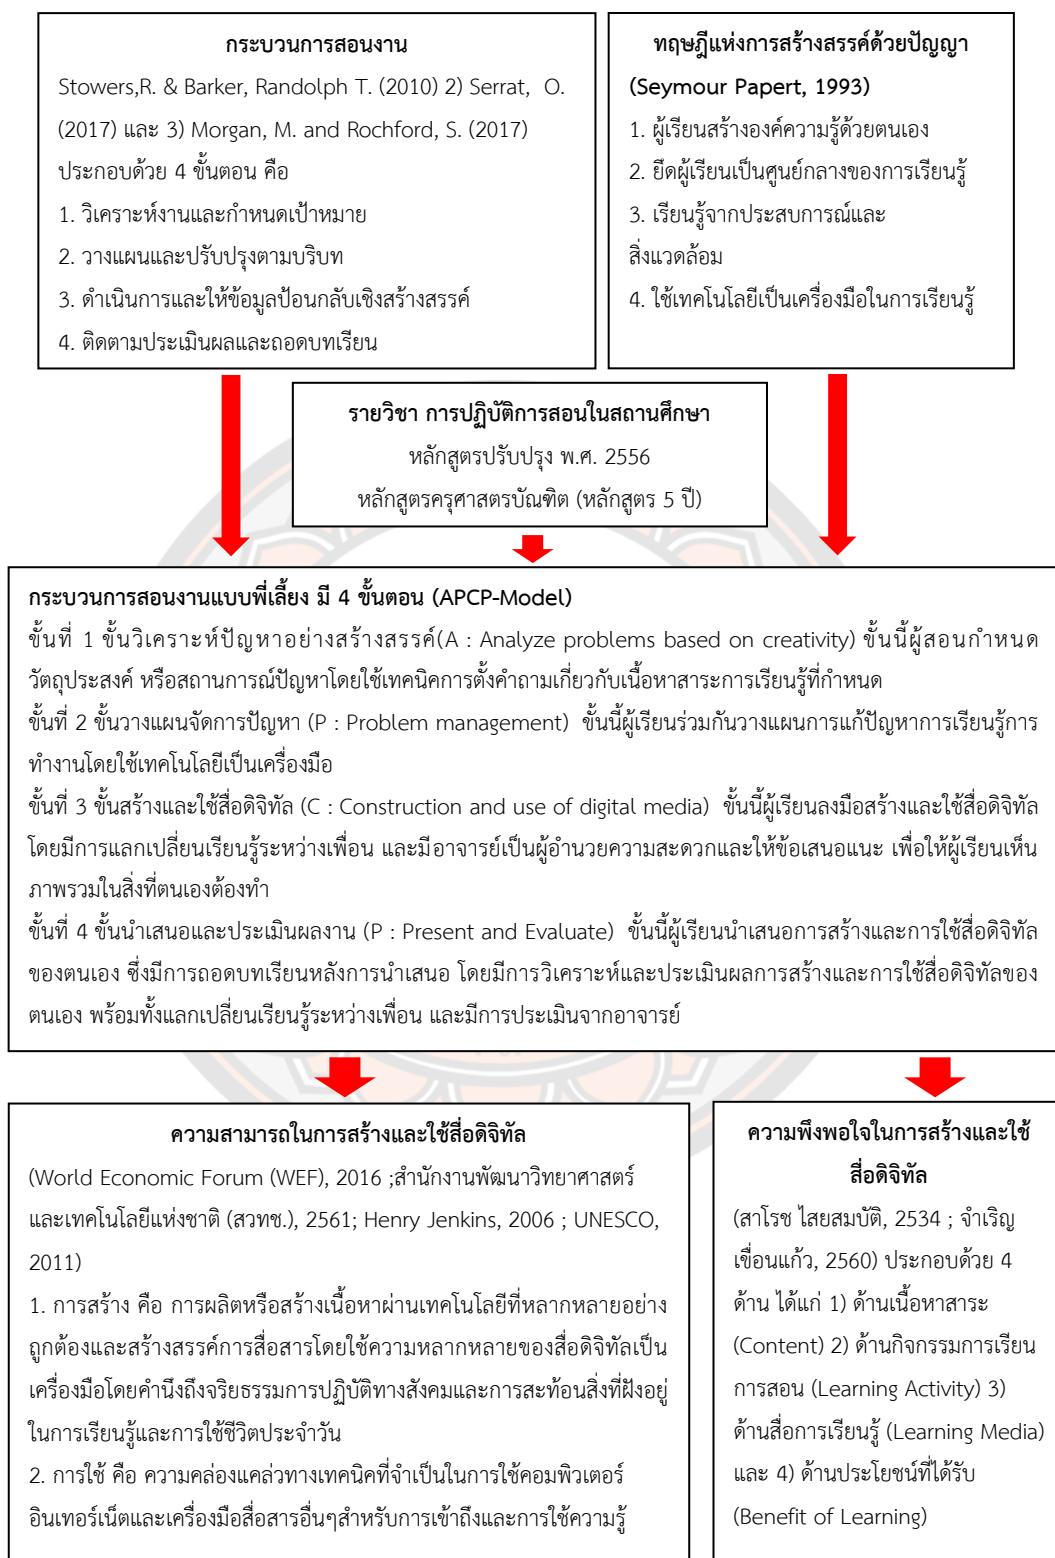 กระบวนการสอนงาน
Stowers,R. & Barker, Randolph T. (2010) 2) Serrat, O.
(2017) และ 3) Morgan, M. and Rochford, S. (2017)
ประกอบด้วย 4 ขั้นตอน คือ
1. วิเคราะห์งานและกำหนดเป้าหมาย
2. วางแผนและปรับปรุงตามบริบท
3. ดำเนินการและให้ข้อมูลป้อนกลับเชิงสร้างสรรค์
4. ติดตามประเมินผลและถอดบทเรียน
ทฤษฎีแห่งการสร้างสรรค์ด้วยปัญญา
(Seymour Papert, 1993)
1. ผู้เรียนสร้างองค์ความรู้ด้วยตนเอง
2. ยึดผู้เรียนเป็นศูนย์กลางของการเรียนรู้
3. เรียนรู้จากประสบการณ์และ
สิ่งแวดล้อม
4. ใช้เทคโนโลยีเป็นเครื่องมือในการเรียนรู้
รายวิชา การปฏิบัติการสอนในสถานศึกษา
หลักสูตรปรับปรุง พ.ศ. 2556
หลักสูตรครุศาสตรบัณฑิต (หลักสูตร 5 ปี)
กระบวนการสอนงานแบบพี่เลี้ยง มี 4 ขั้นตอน (APCP-Model)
ขั้นที่ 1 ขั้นวิเคราะห์ปัญหาอย่างสร้างสรรค์(A : Analyze problems based on creativity) ขั้นนี้ผู้สอนกำหนด
วัตถุประสงค์ หรือสถานการณ์ปัญหาโดยใช้เทคนิคการตั้งคำถามเกี่ยวกับเนื้อหาสาระการเรียนรู้ที่กำหนด
ขั้นที่ 2 ขั้นวางแผนจัดการปัญหา (P : Problem management) ขั้นนี้ผู้เรียนร่วมกันวางแผนการแก้ปัญหาการเรียนรู้การ
ทำงานโดยใช้เทคโนโลยีเป็นเครื่องมือ
ขั้นที่ 3 ขั้นสร้างและใช้สื่อดิจิทัล (C : Construction and use of digital media) ขั้นนี้ผู้เรียนลงมือสร้างและใช้สื่อดิจิทัล
โดยมีการแลกเปลี่ยนเรียนรู้ระหว่างเพื่อน และมีอาจารย์เป็นผู้อำนวยความสะดวกและให้ข้อเสนอแนะ เพื่อให้ผู้เรียนเห็น
ภาพรวมในสิ่งที่ตนเองต้องทำ
ขั้นที่ 4 ขั้นนำเสนอและประเมินผลงาน (P : Present and Evaluate) ขั้นนี้ผู้เรียนนำเสนอการสร้างและการใช้สื่อดิจิทัล
ของตนเอง ซึ่งมีการถอดบทเรียนหลังการนำเสนอ โดยมีการวิเคราะห์และประเมินผลการสร้างและการใช้สื่อดิจิทัลของ
ตนเอง พร้อมทั้งแลกเปลี่ยนเรียนรู้ระหว่างเพื่อน และมีการประเมินจากอาจารย์
ความสามารถในการสร้างและใช้สื่อดิจิทัล
(World Economic Forum (WEF), 2016 ;สำนักงานพัฒนาวิทยาศาสตร์
และเทคโนโลยีแห่งชาติ (สวทช.), 2561; Henry Jenkins, 2006 ; UNESCO,
2011)
1. การสร้าง คือ การผลิตหรือสร้างเนื้อหาผ่านเทคโนโลยีที่หลากหลายอย่าง
ถูกต้องและสร้างสรรค์การสื่อสารโดยใช้ความหลากหลายของสื่อดิจิทัลเป็น
เครื่องมือโดยคำนึงถึงจริยธรรมการปฏิบัติทางสังคมและการสะท้อนสิ่งที่ฝังอยู่
ในการเรียนรู้และการใช้ชีวิตประจำวัน
2. การใช้ คือ ความคล่องแคล่วทางเทคนิคที่จำเป็นในการใช้คอมพิวเตอร์
อินเทอร์เน็ตและเครื่องมือสื่อสารอื่นๆสำหรับการเข้าถึงและการใช้ความรู้
ความพึงพอใจในการสร้างและใช้
สื่อดิจิทัล
(สาโรช ไสยสมบัติ, 2534 ; จำเริญ
เขื่อนแก้ว, 2560) ประกอบด้วย 4
ด้าน ได้แก่ 1) ด้านเนื้อหาสาระ
(Content) 2) ด้านกิจกรรมการเรียน
การสอน (Learning Activity) 3)
ด้านสื่อการเรียนรู้ (Learning Media)
และ 4) ด้านประโยชน์ที่ได้รับ
(Benefit of Learning)